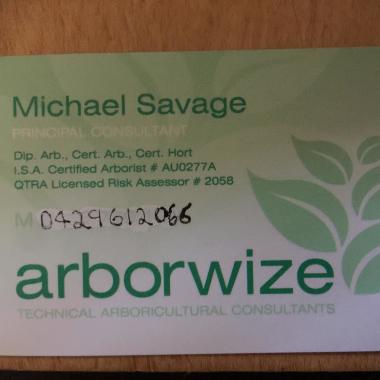 Michael Savage
PRINCIPAL CONSULTANT
Dip. Arb., Cert. Arb., Cert. Hort
I.S.A. Certified Arborist # AU0277A
QTRA Licensed Risk Assessor # 2058
M 0429612066
arborwize
TECHNICAL ARBORICULTURAL CONSULTANTS